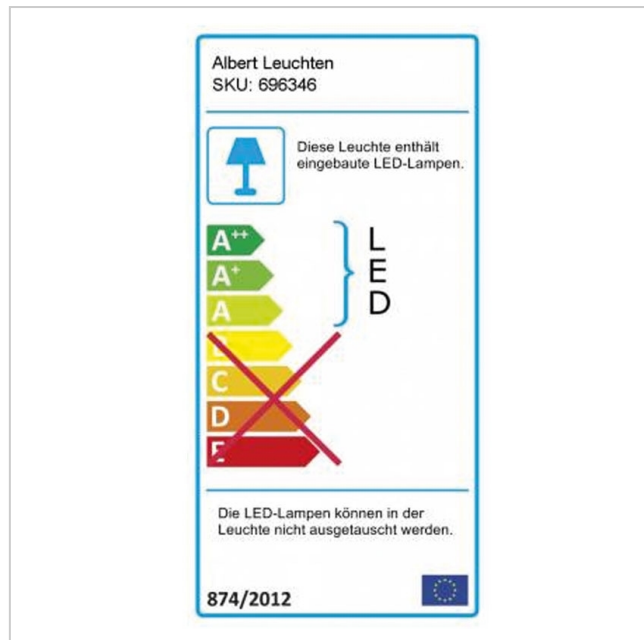 Albert Leuchten
SKU: 696346
Diese Leuchte enthält
eingebaute LED-Lampen.
A++
A+
A
L
E
D
B
C
D
E
Die LED-Lampen können in der
Leuchte nicht ausgetauscht werden.
874/2012